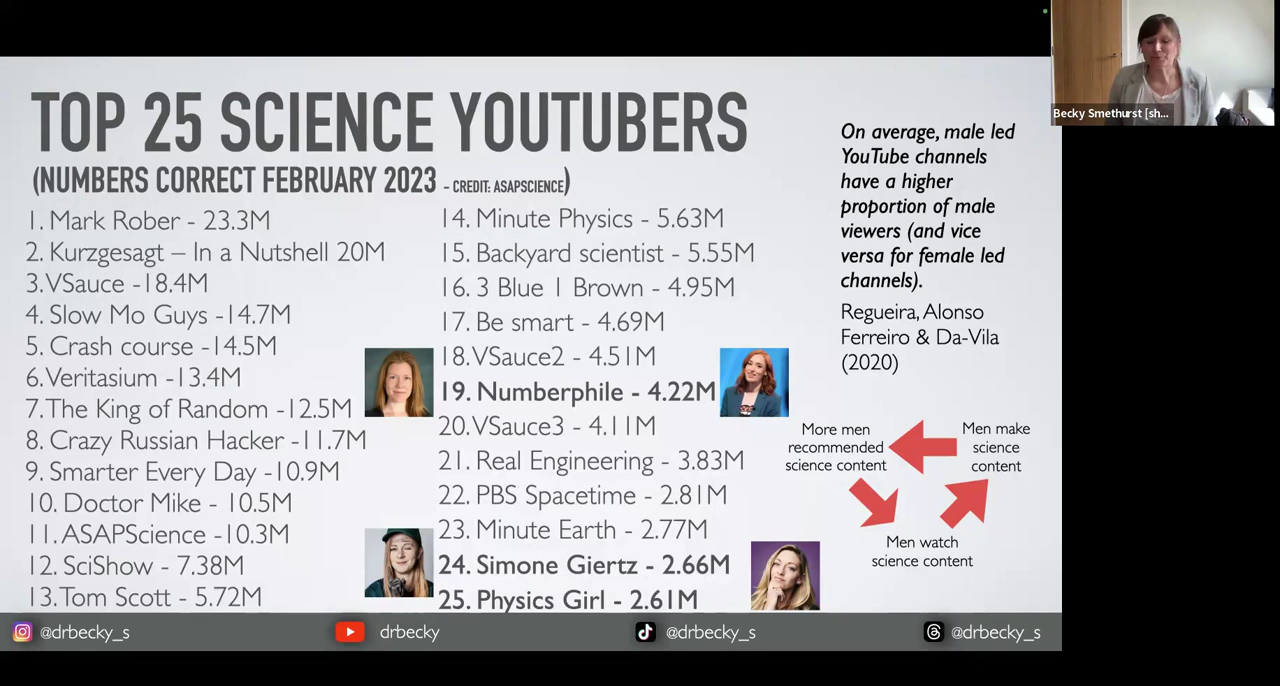 TOP 25 SCIENCE YOUTUBERS
(NUMBERS CORRECT FEBRUARY 2023 - CREDIT: ASAPSCIENCE)
1. Mark Rober - 23.3M
2. Kurzgesagt – In a Nutshell 20M
3. VSauce -18.4M
4. Slow Mo Guys -14.7M
5. Crash course -14.5M
6. Veritasium -13.4M
7. The King of Random -12.5M
8. Crazy Russian Hacker -11.7M
9. Smarter Every Day -10.9M
10. Doctor Mike - 10.5M
11. ASAPScience -10.3M
12. SciShow - 7.38M
13. Tom Scott - 5.72M
14. Minute Physics - 5.63M
15. Backyard scientist - 5.55M
16. 3 Blue 1 Brown - 4.95M
17. Be smart - 4.69M
18. VSauce2 - 4.51M
19. Numberphile - 4.22M
20. VSauce3 - 4.11M
21. Real Engineering - 3.83M
22. PBS Spacetime - 2.81M
23. Minute Earth - 2.77M
24. Simone Giertz - 2.66M
25. Physics Girl - 2.61M
On average, male led
YouTube channels
have a higher
proportion of male
viewers (and vice
versa for female led
channels).
Regueira, Alonso
Ferreiro & Da-Vila
(2020)
More men
recommended
science content
Men make
science
content
Men watch
science content
@drbecky_s
drbecky
@drbecky_s
@drbecky_s
Becky Smethurst [sh...